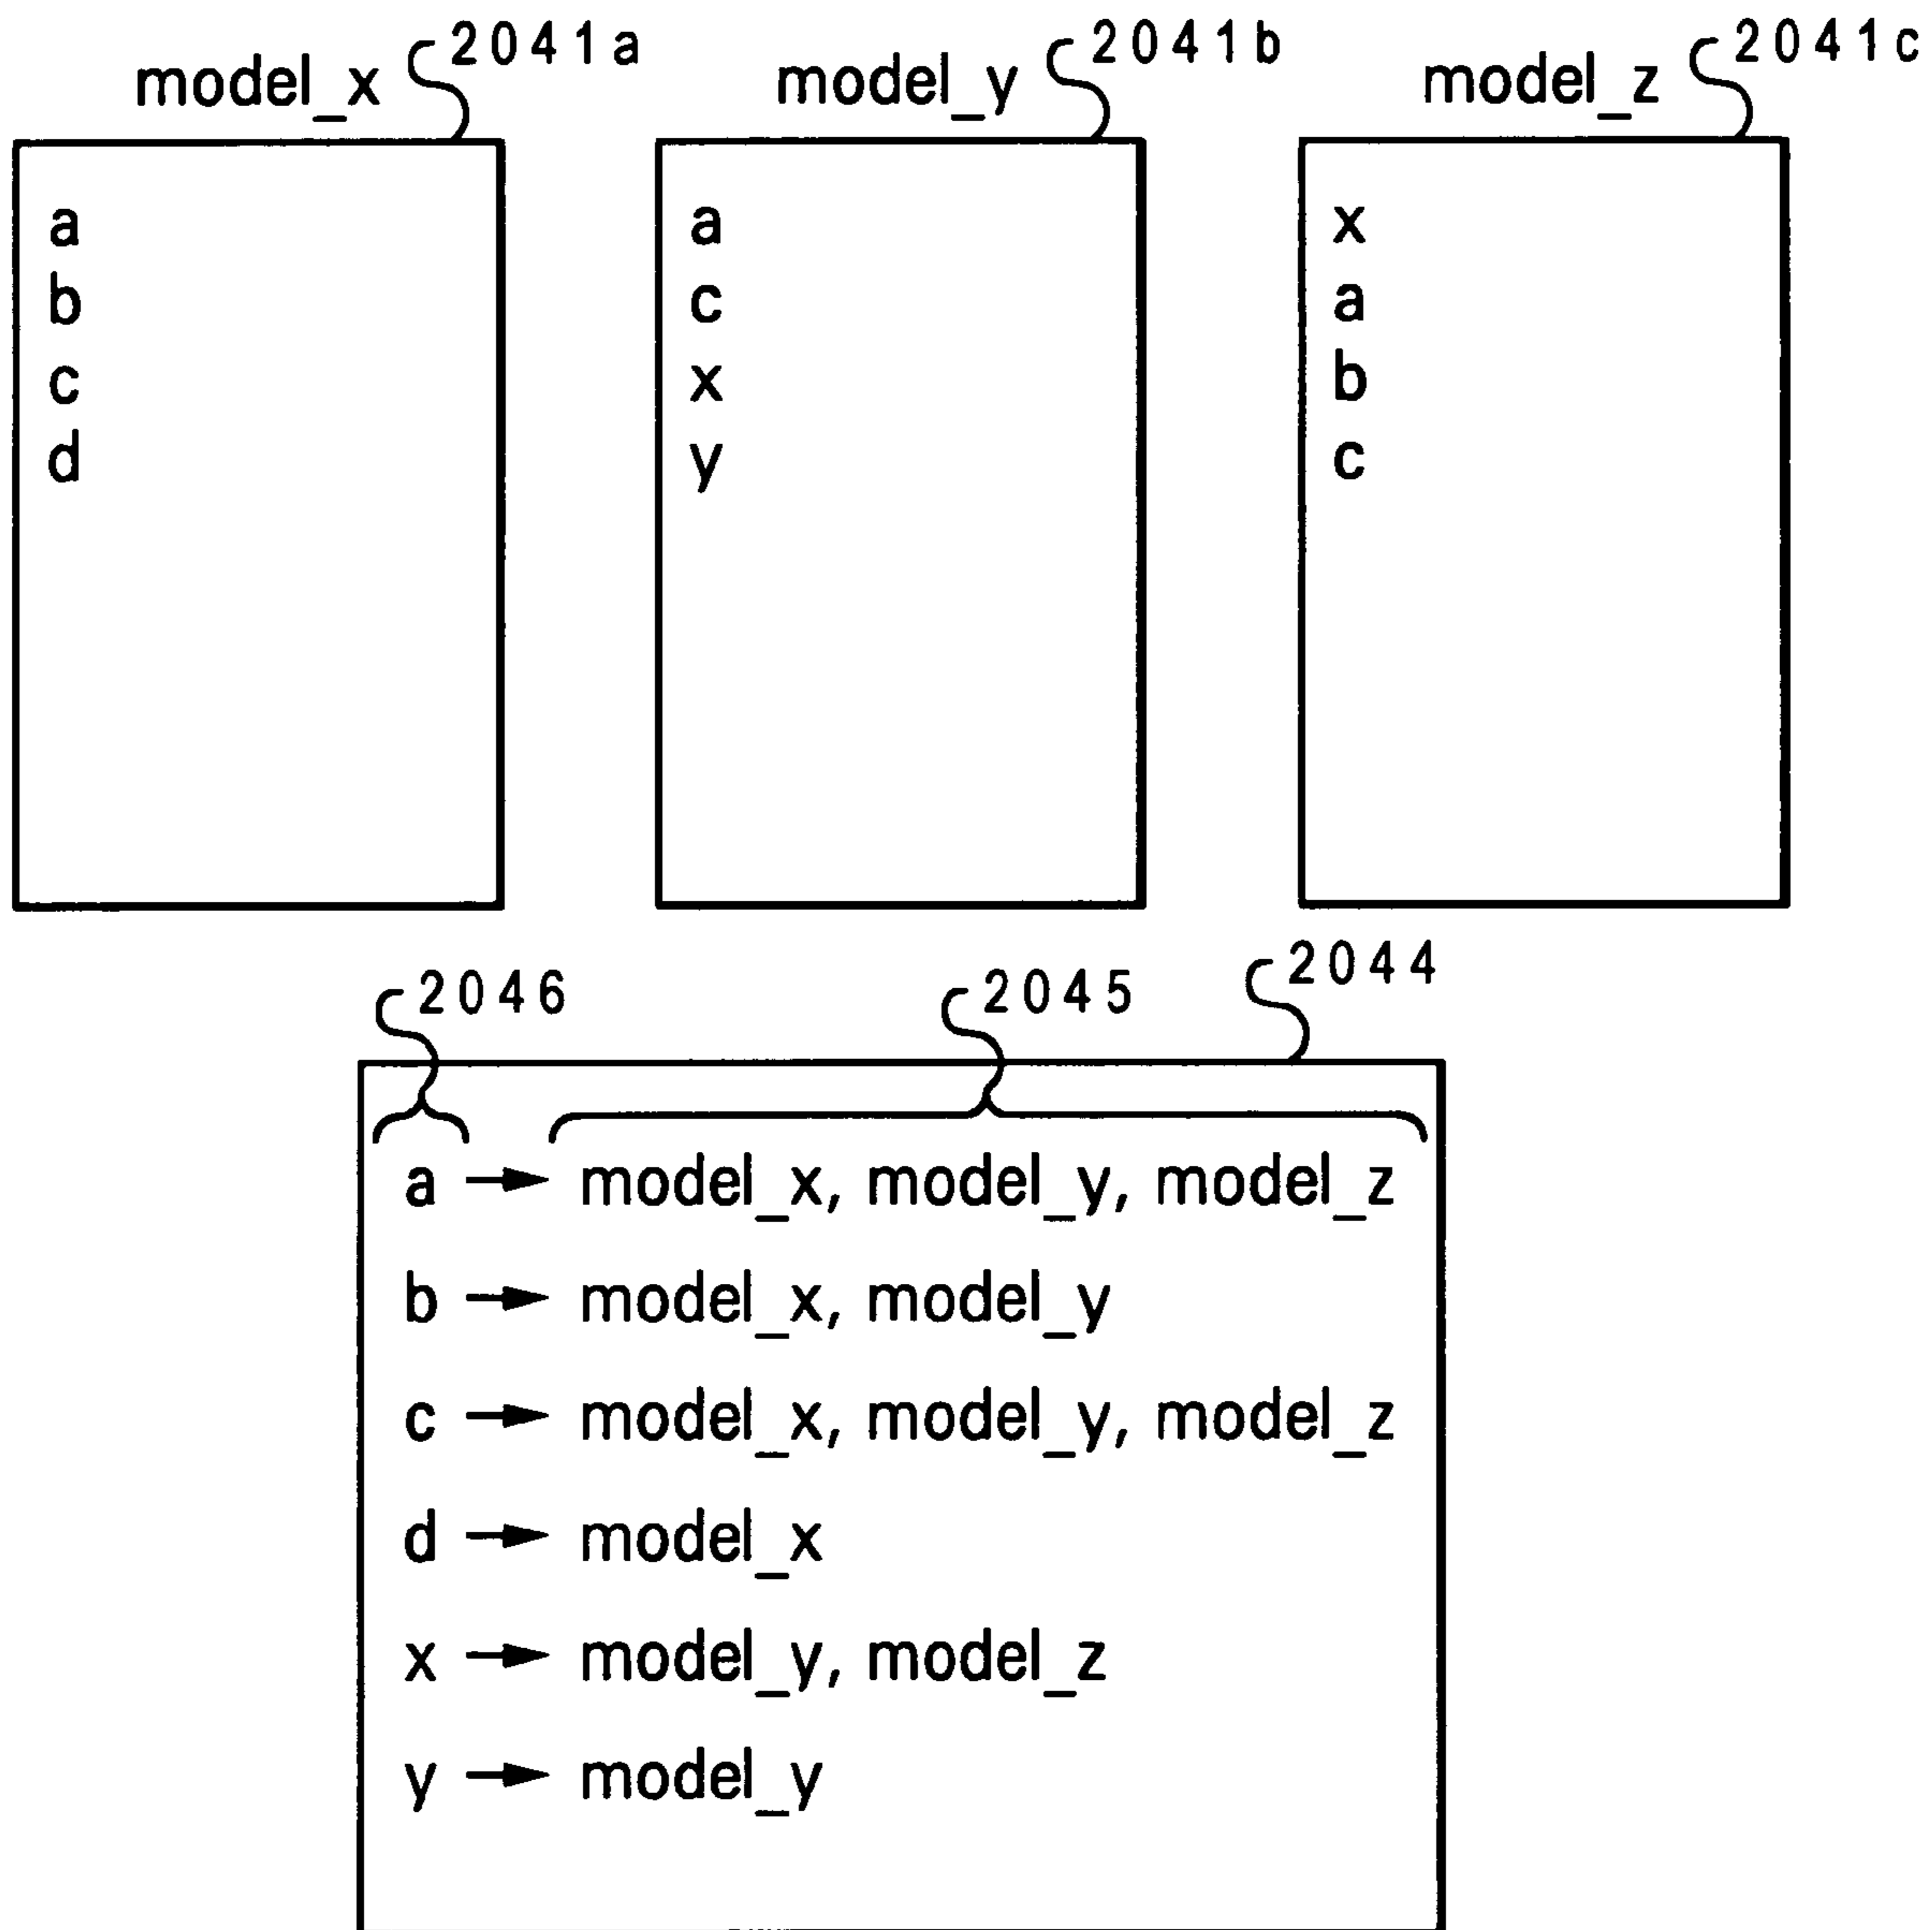 model_x 2041a
a
b
c
d
model_y 2041b
a
c
x
y
model_z 2041c
x
a
b
c
2046 2045 2044
a → model_x, model_y, model_z
b → model_x, model_y
c → model_x, model_y, model_z
d → model_x
x → model_y, model_z
y → model_y